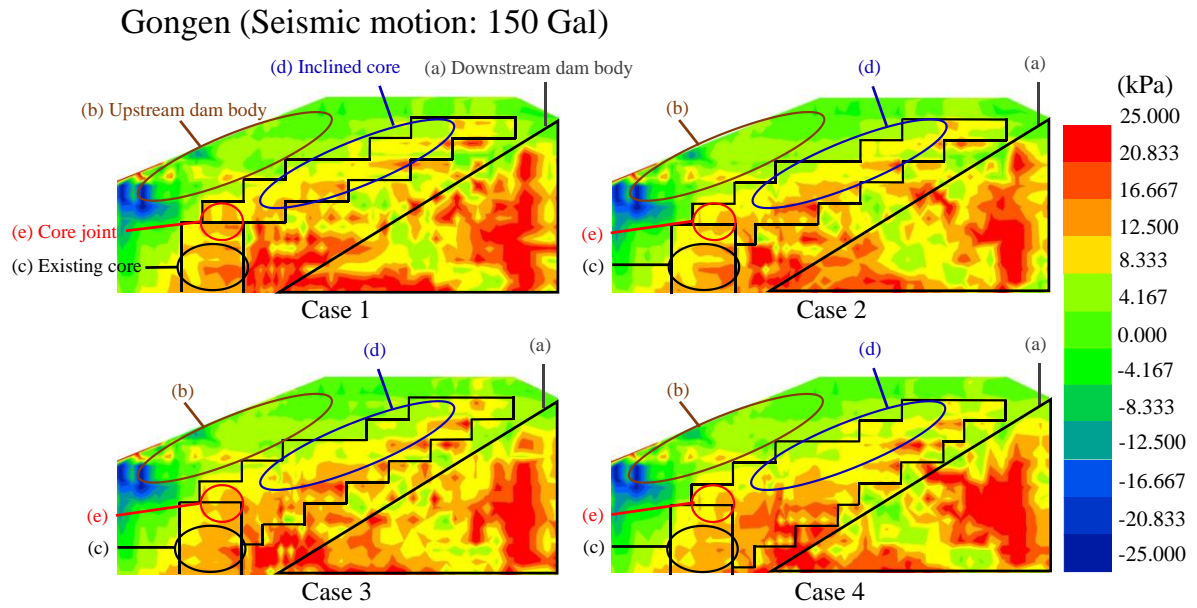 Gongen (Seismic motion: 150 Gal)
(d) Inclined core
(a) Downstream dam body
(b) Upstream dam body
(e) Core joint
(c) Existing core
Case 1
(d)
(a)
(b)
(e)
(c)
Case 2
(d)
(a)
(b)
(e)
(c)
Case 3
(d)
(a)
(b)
(e)
(c)
Case 4
(kPa)
25.000
20.833
16.667
12.500
8.333
4.167
0.000
-4.167
-8.333
-12.500
-16.667
-20.833
-25.000